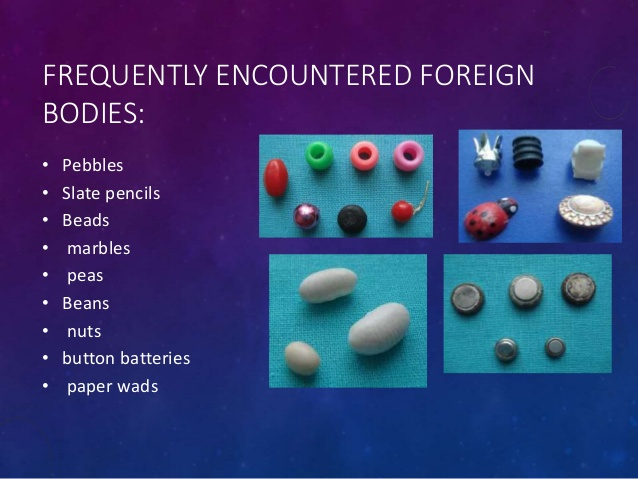 FREQUENTLY ENCOUNTERED FOREIGN
BODIES:
• Pebbles
• Slate pencils
• Beads
• marbles
• peas
• Beans
• nuts
• button batteries
• paper wads